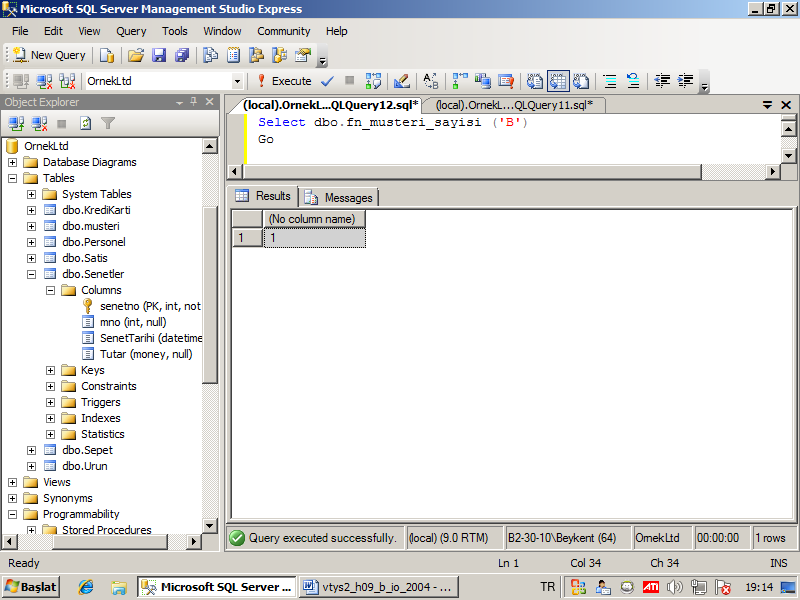 Microsoft SQL Server Management Studio Express
File Edit View Query Tools Window Community Help
New Query
OrnekLtd Execute
Object Explorer
OrnekLtd
Database Diagrams
Tables
System Tables
dbo.KrediKarti
dbo.musteri
dbo.Personel
dbo.Satis
dbo.Senetler
Columns
senetno (PK, int, not
mno (int, null)
SenetTarihi (datetime
Tutar (money, null)
Keys
Constraints
Triggers
Indexes
Statistics
dbo.Sepet
dbo.Urun
Views
Synonyms
Programmability
Stored Procedures
(local).OrnekL...QLQuery12.sql* (local).OrnekL...QLQuery11.sql*
Select dbo.fn_musteri_sayisi ('B')
Go
Results Messages
(No column name)
1 1
Query executed successfully. (local) (9.0 RTM) B2-30-10\Beykent (64) OrnekLtd 00:00:00 1 rows
Ready Ln 1 Col 34 Ch 34 INS
Başlat Microsoft SQL Server ... vtys2_h09_b_io_2004 - ... TR ATI 19:14